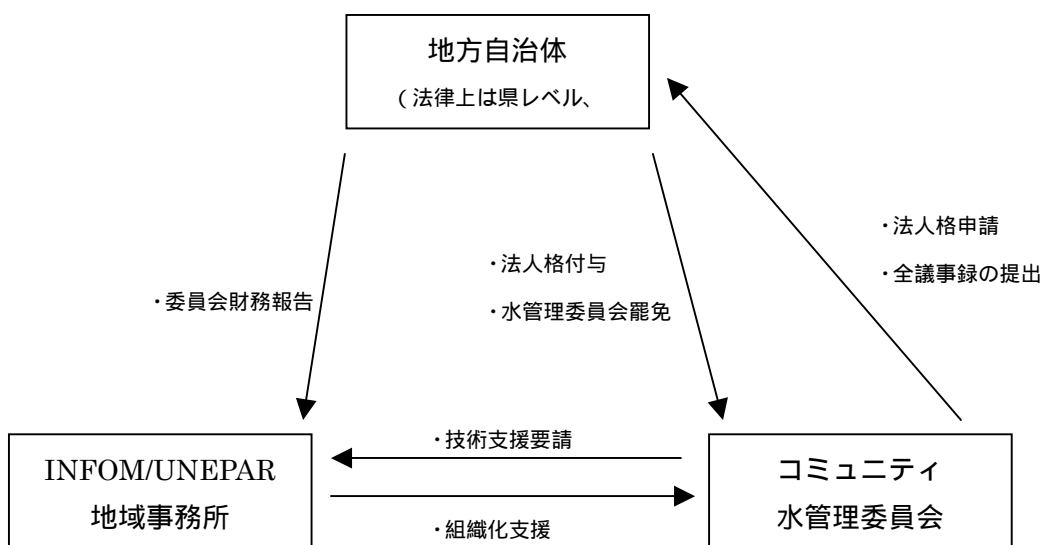 地方自治体
(法律上は県レベル、
・法人格申請
・全議事録の提出
・法人格付与
・水管理委員会罷免
・委員会財務報告
・技術支援要請
INFOM/UNEPAR
地域事務所
コミュニティ
水管理委員会
・組織化支援